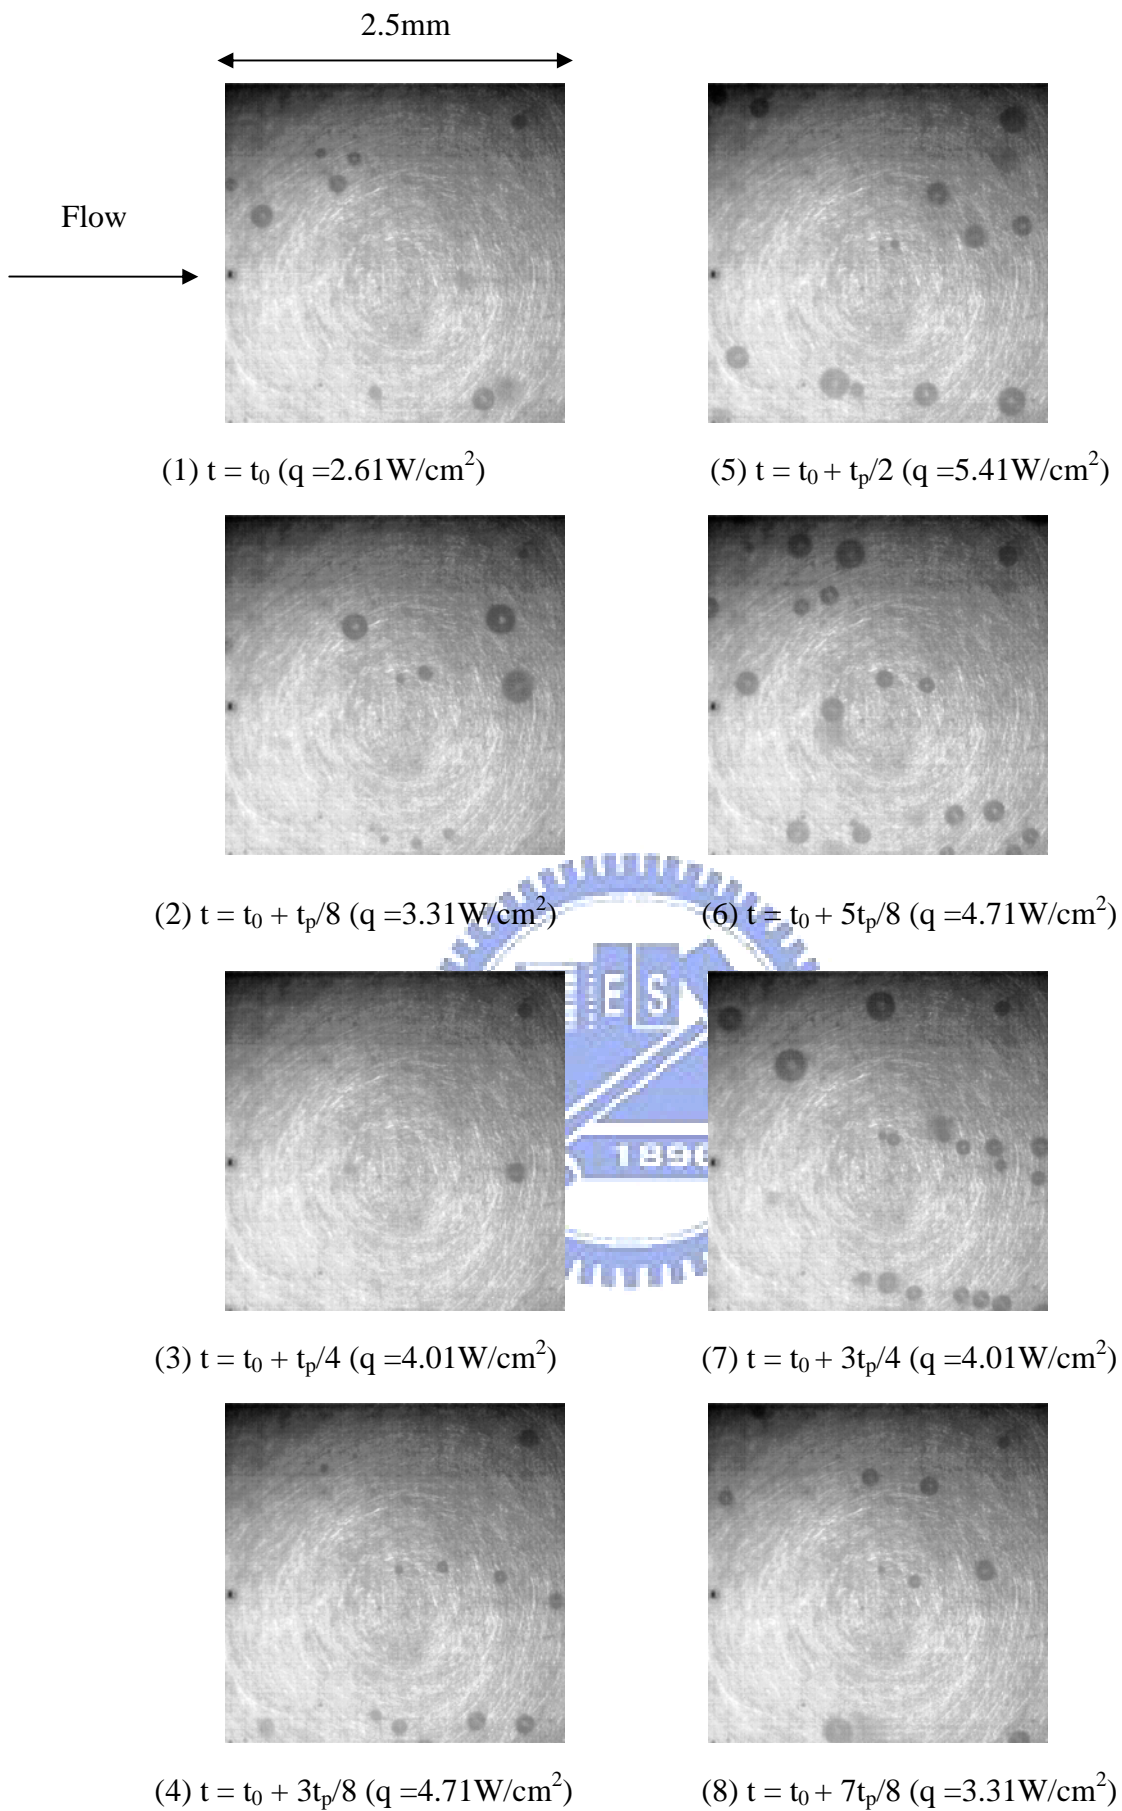 2.5mm
Flow
(1) t = t₀ (q =2.61W/cm²)
(5) t = t₀ + tₚ/2 (q =5.41W/cm²)
(2) t = t₀ + tₚ/8 (q =3.31W/cm²)
(6) t = t₀ + 5tₚ/8 (q =4.71W/cm²)
E S
189
(3) t = t₀ + tₚ/4 (q =4.01W/cm²)
(7) t = t₀ + 3tₚ/4 (q =4.01W/cm²)
(4) t = t₀ + 3tₚ/8 (q =4.71W/cm²)
(8) t = t₀ + 7tₚ/8 (q =3.31W/cm²)